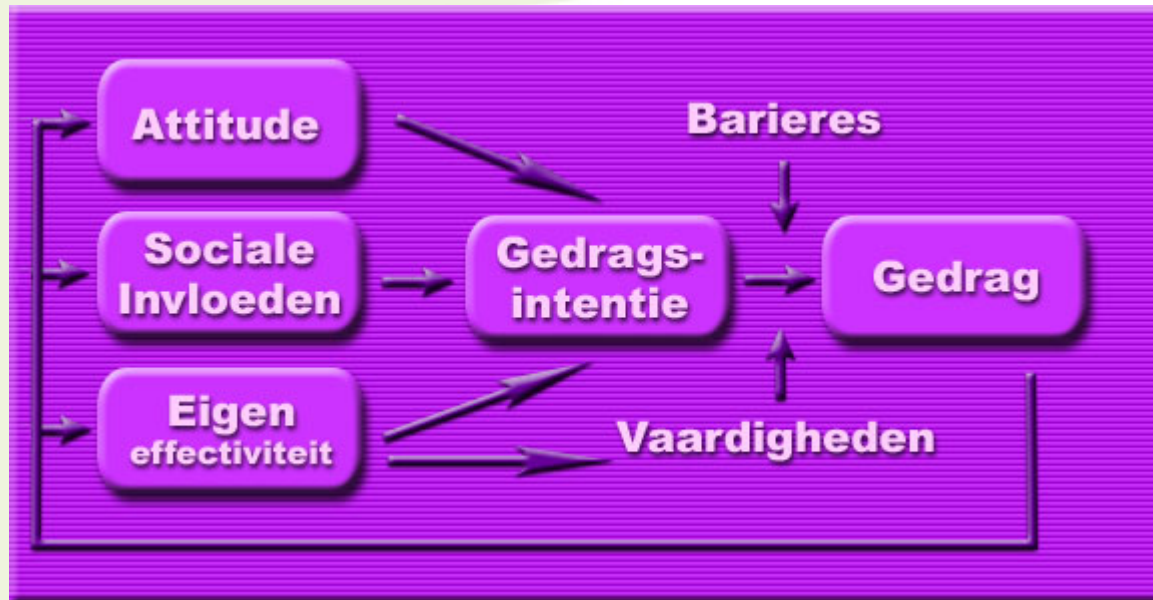 Attitude
Sociale
Invloeden
Eigen
effectiviteit
Gedrags-
intentie
Barieres
Vaardigheden
Gedrag